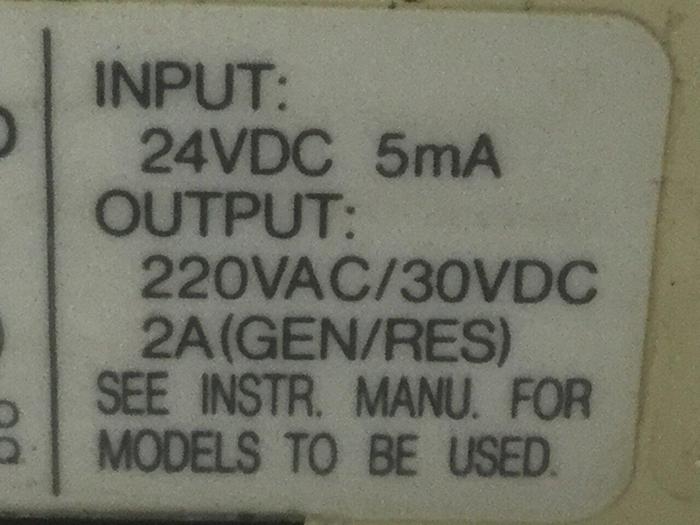 INPUT:
24VDC 5mA
OUTPUT:
220VAC/30VDC
2A(GEN/RES)
SEE INSTR. MANU. FOR
MODELS TO BE USED.